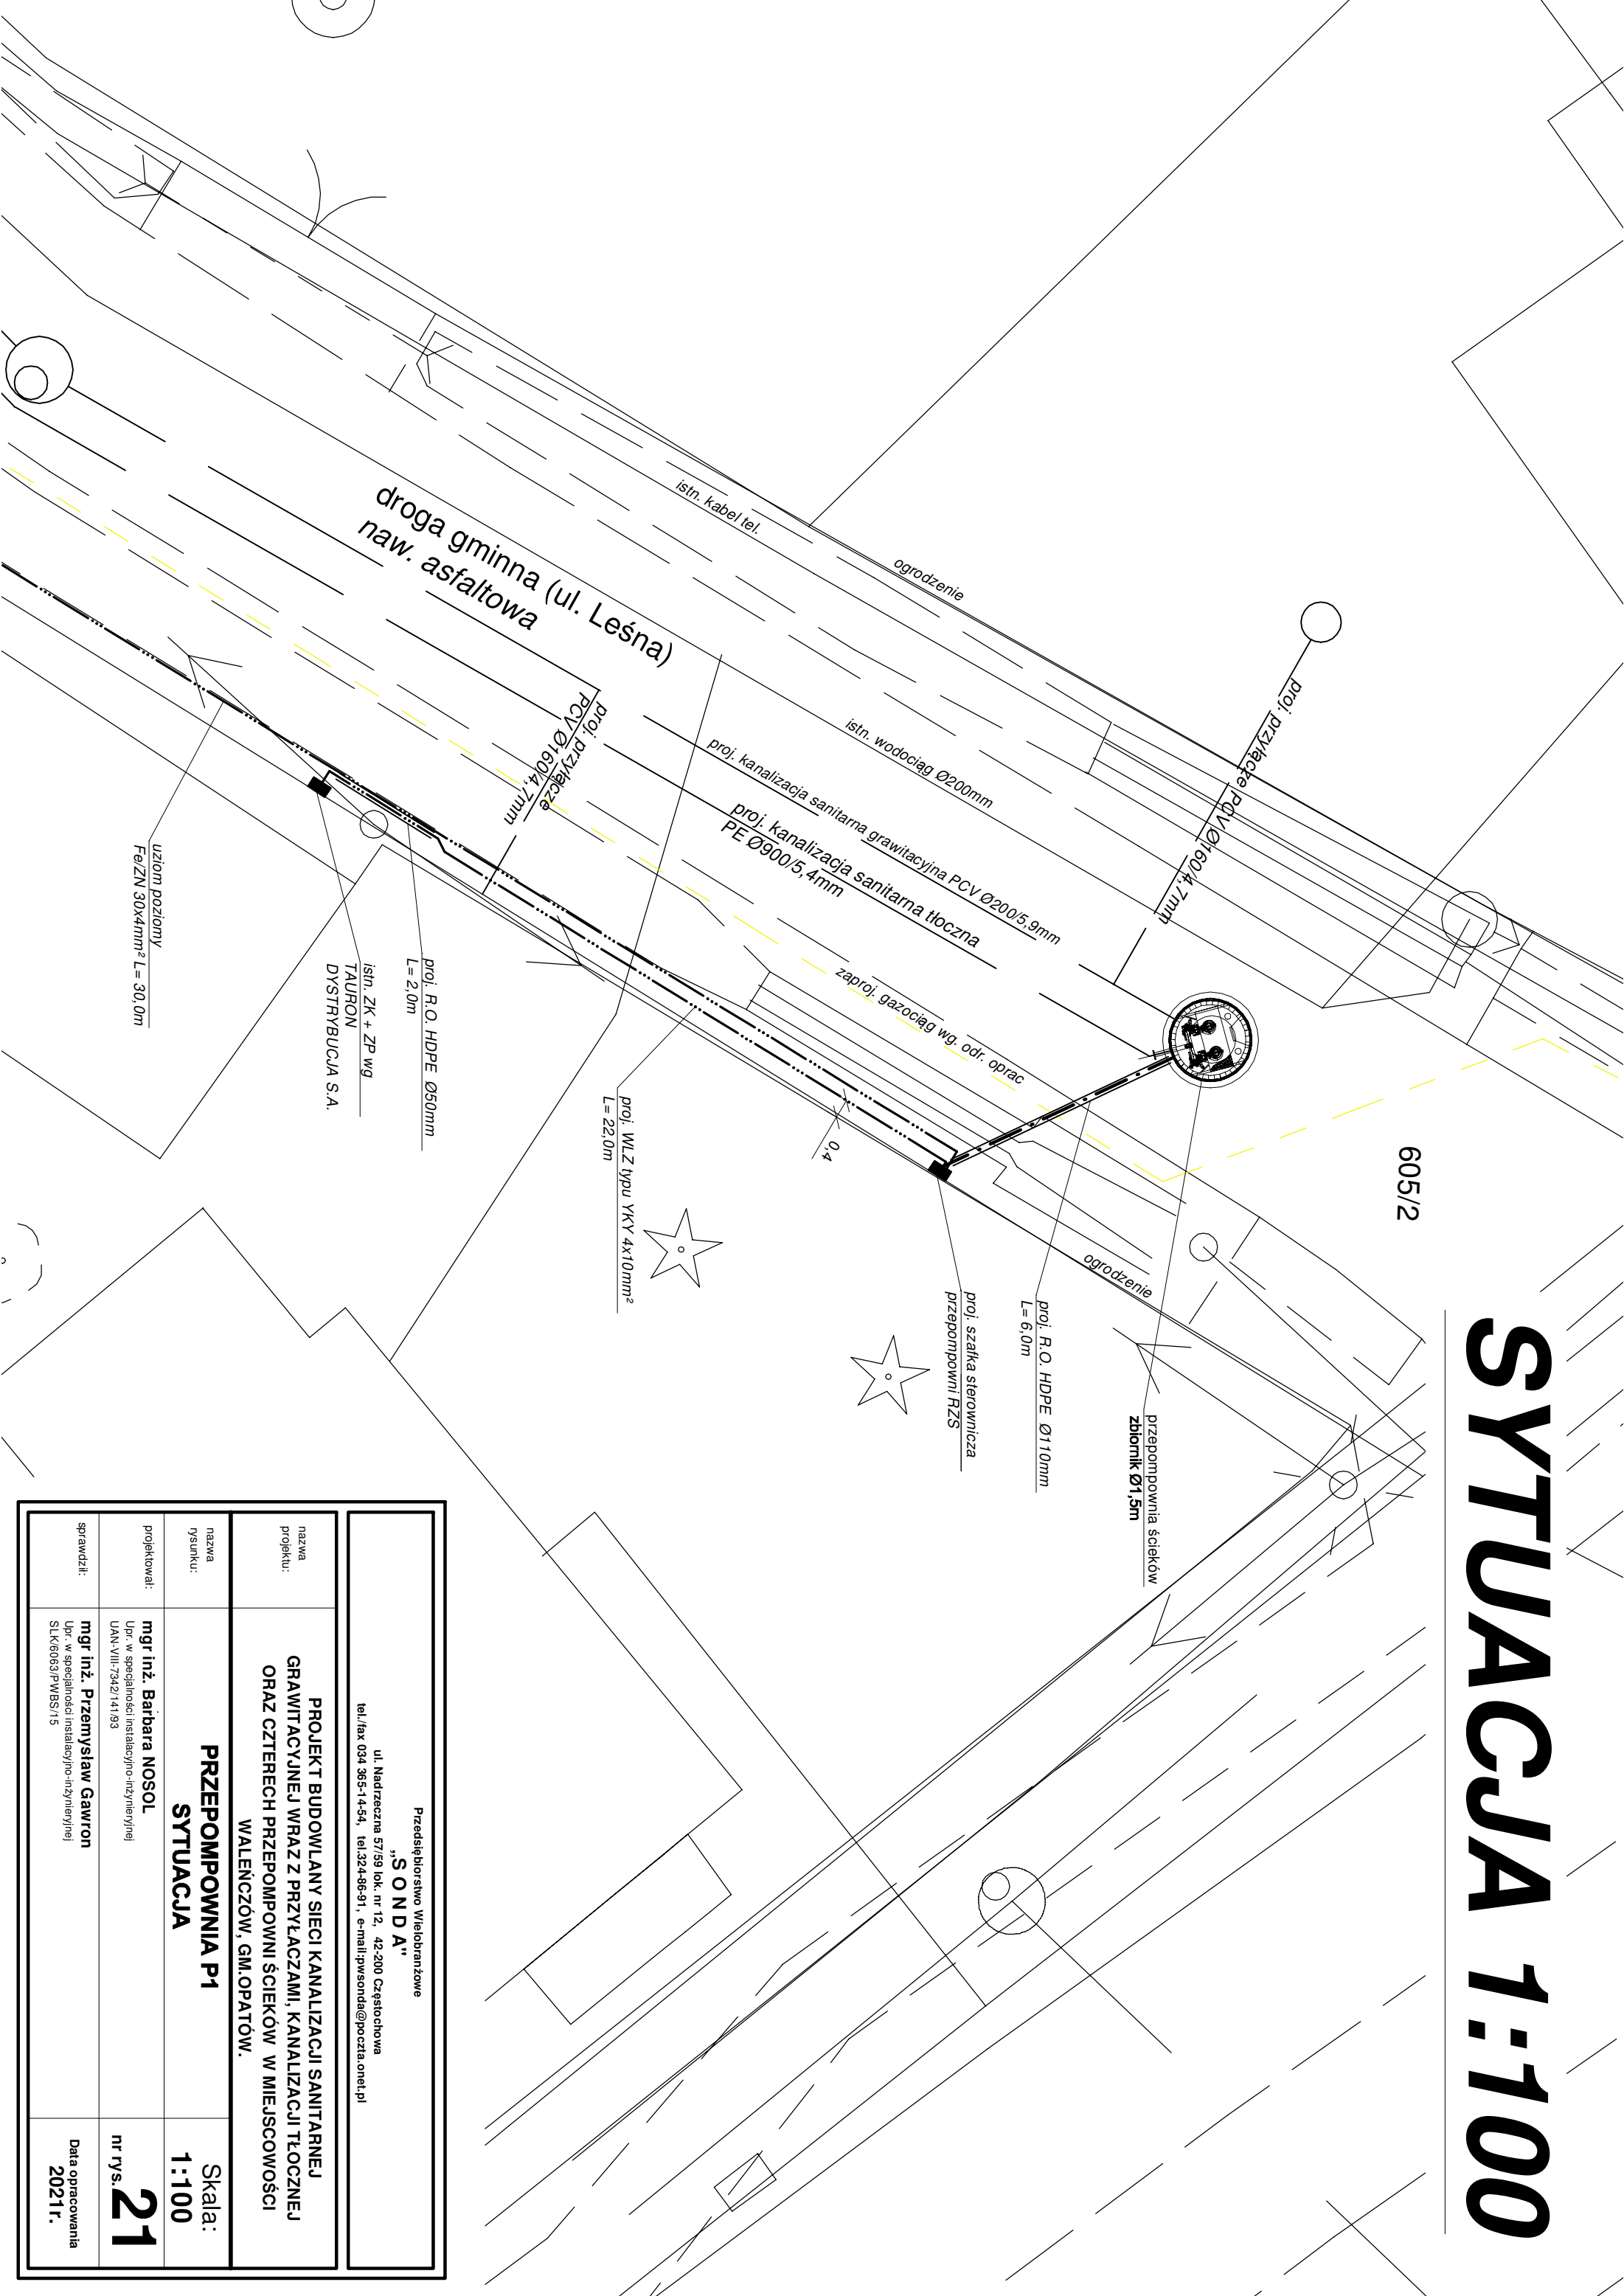 SYTUACJA 1:100
605/2
droga gminna (ul. Leśna)
naw. asfaltowa
istn. kabel tel.
ogrodzenie
istn. wodociąg Ø200mm
proj. kanalizacja sanitarna grawitacyjna PCV Ø200/5,9mm
proj. kanalizacja sanitarna tłoczna
PE Ø900/5,4mm
zaproj. gazociąg wg. odr. oprac
proj. przyłącze PCV Ø160/4,7mm
proj. przyłącze
PCV Ø160/4,7mm
ogrodzenie
0,4
przepompownia ścieków
zbiornik Ø1,5m
proj. R.O. HDPE Ø110mm
L= 6,0m
proj. szafka sterownicza
przepompowni RZS
proj. WLZ typu YKY 4x10mm²
L= 22,0m
proj. R.O. HDPE Ø50mm
L= 2,0m
istn. ZK + ZP wg
TAURON
DYSTRYBUCJA S.A.
uziom poziomy
Fe/ZN 30x4mm² L= 30,0m
Przedsiębiorstwo Wielobranżowe
„S O N D A"
ul. Nadrzeczna 57/59 lok. nr 12, 42-200 Częstochowa
tel./fax 034 365-14-54, tel.324-86-91, e-mail:pwsonda@poczta.onet.pl
nazwa
projektu:
PROJEKT BUDOWLANY SIECI KANALIZACJI SANITARNEJ
GRAWITACYJNEJ WRAZ Z PRZYŁACZAMI, KANALIZACJI TŁOCZNEJ
ORAZ CZTERECH PRZEPOMPOWNI ŚCIEKÓW W MIEJSCOWOŚCI
WALEŃCZÓW, GM.OPATÓW.
nazwa
rysunku:
PRZEPOMPOWNIA P1
SYTUACJA
Skala:
1:100
projektował:
mgr inż. Barbara NOSOL
Upr. w specjalności instalacyjno-inżynieryjnej
UAN-VIII-7342/141/93
nr rys. 21
sprawdził:
mgr inż. Przemysław Gawron
Upr. w specjalności instalacyjno-inżynieryjnej
SLK/6063/PWBS/15
Data opracowania
2021r.